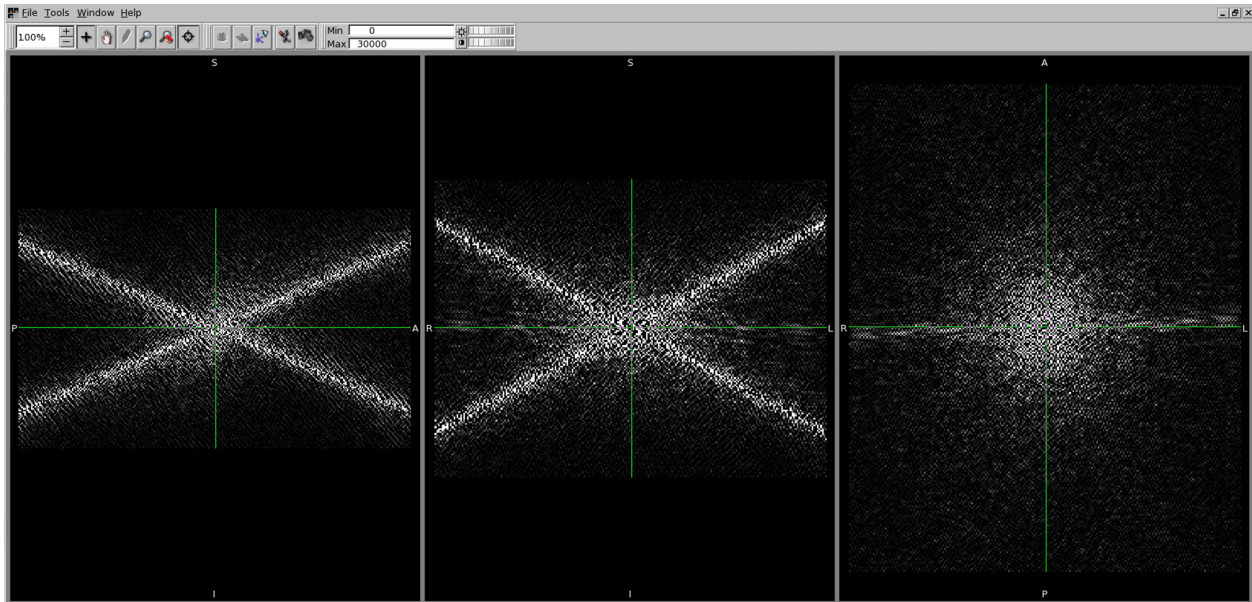 File Tools Window Help
100%
Min 0
Max 30000
S S A
P A R L R L
I I P